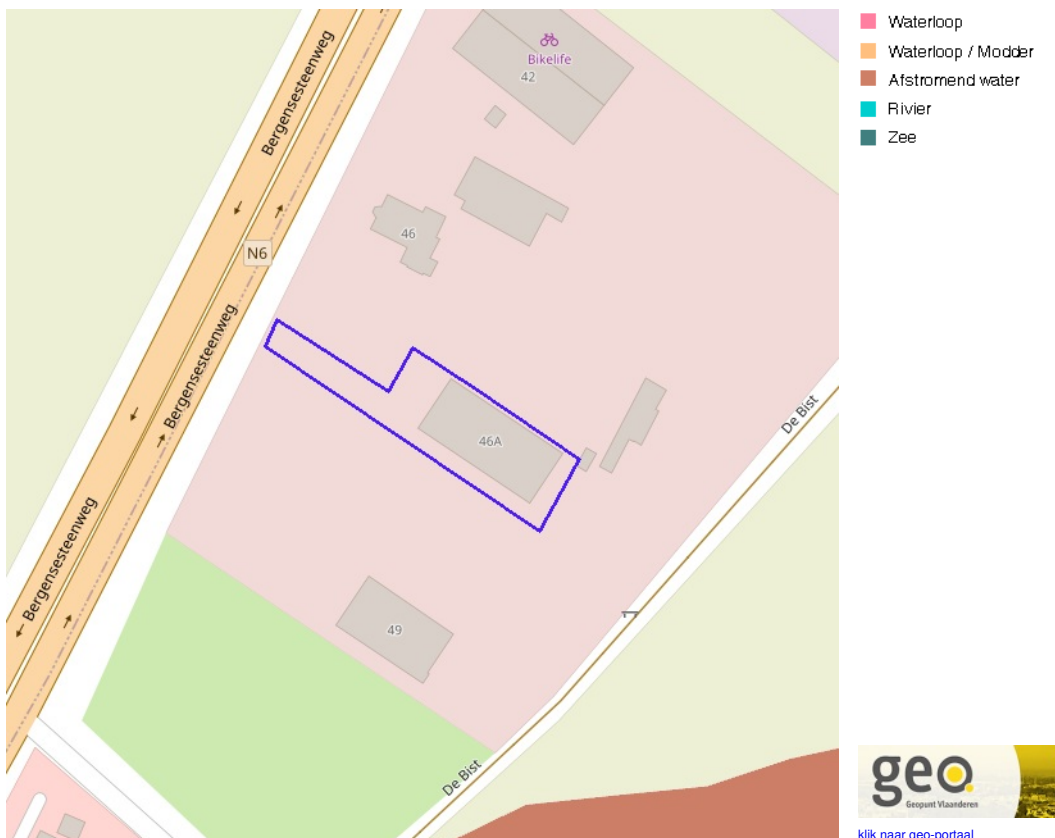 Bergensesteenweg
Bikelife
42
46
N6
Bergensesteenweg
46A
De Bist
Bergensesteenweg
49
De Bist
Waterloop
Waterloop / Modder
Afstromend water
Rivier
Zee
geo.
Geopunt Vlaanderen
klik naar geo-portaal